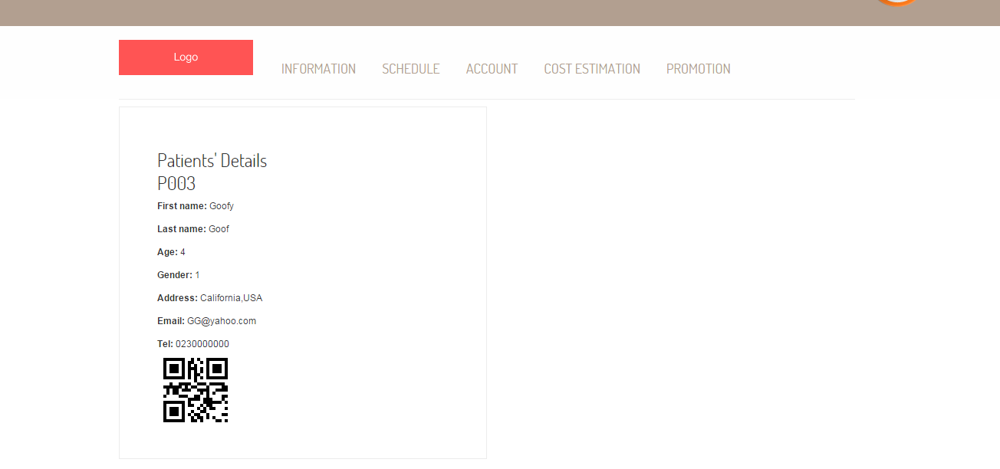 Logo
INFORMATION SCHEDULE ACCOUNT COST ESTIMATION PROMOTION
Patients' Details
P003
First name: Goofy
Last name: Goof
Age: 4
Gender: 1
Address: California,USA
Email: GG@yahoo.com
Tel: 0230000000